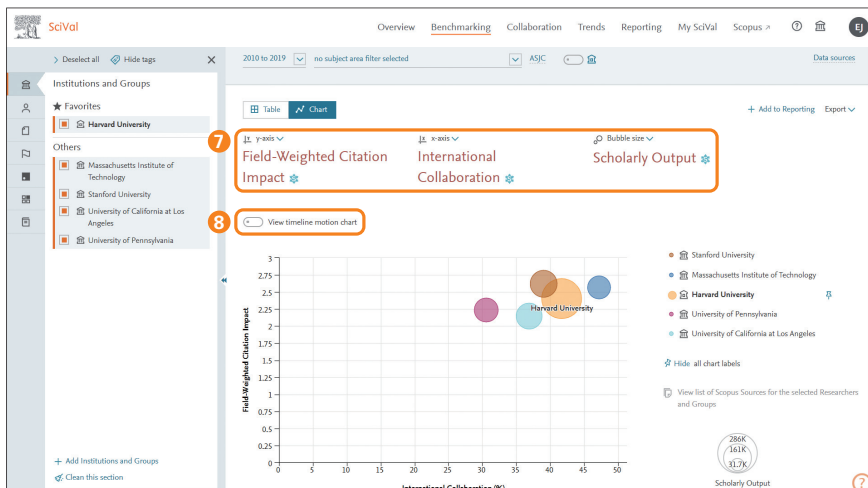 SciVal
Overview Benchmarking Collaboration Trends Reporting My SciVal Scopus ↗ ? EJ
> Deselect all Hide tags ×
2010 to 2019 no subject area filter selected ASJC Data sources
Institutions and Groups
★ Favorites
Harvard University
Others
Massachusetts Institute of
Technology
Stanford University
University of California at Los
Angeles
University of Pennsylvania
+ Add Institutions and Groups
Clean this section
Table Chart
+ Add to Reporting Export
7
y-axis x-axis Bubble size
Field-Weighted Citation
Impact
International
Collaboration
Scholarly Output
8
View timeline motion chart
Field-Weighted Citation Impact
3
2.75
2.5
2.25
2
1.75
1.5
1.25
1
0.75
0.5
0.25
0
Harvard University
0 5 10 15 20 25 30 35 40 45 50
International Collaboration (%)
Stanford University
Massachusetts Institute of Technology
Harvard University
University of Pennsylvania
University of California at Los Angeles
Hide all chart labels
View list of Scopus Sources for the selected Researchers
and Groups
286K
161K
31.7K
Scholarly Output
?